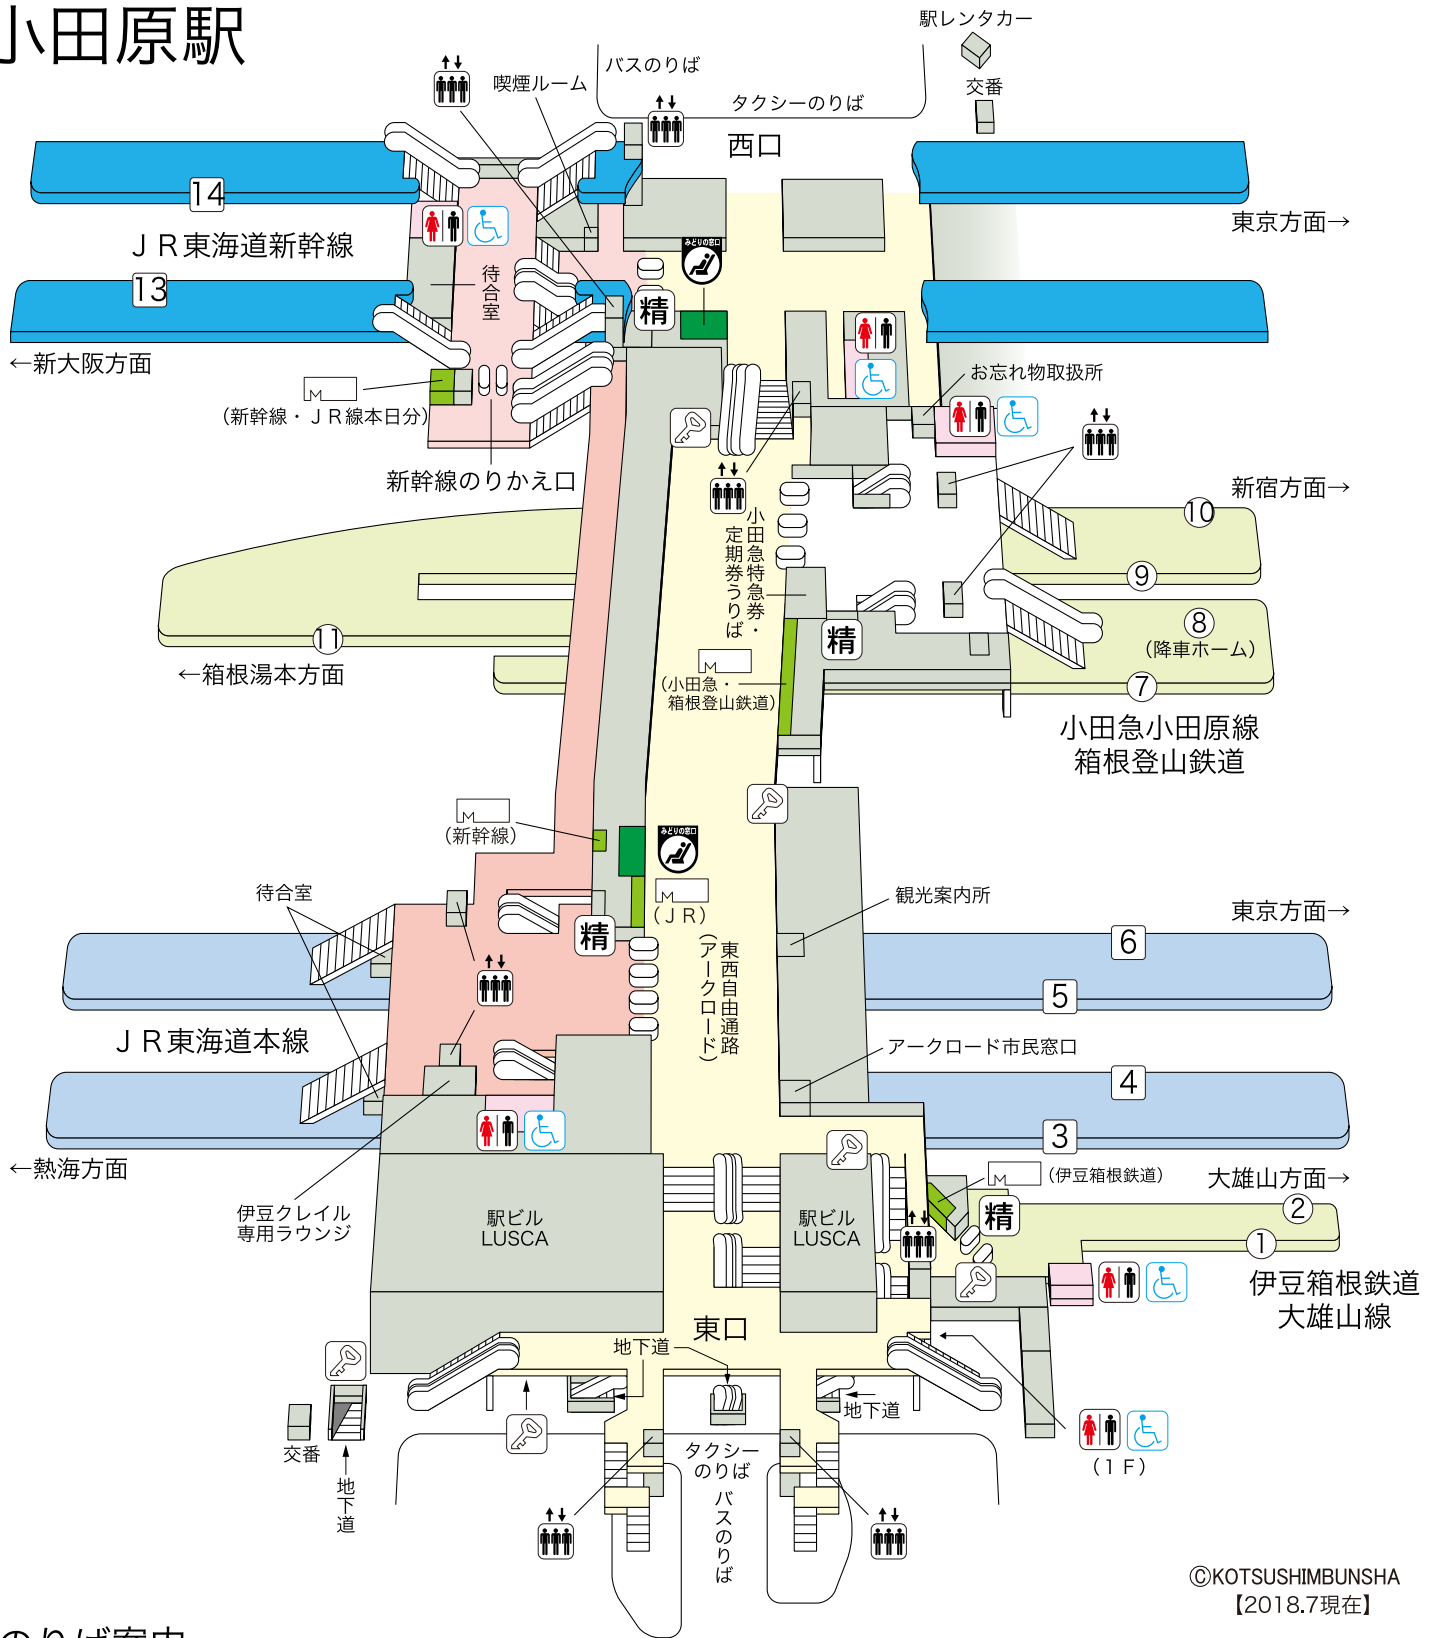 小田原駅
駅レンタカー
交番
バスのりば
タクシーのりば
西口
喫煙ルーム
14
JR東海道新幹線
東京方面→
みどりの窓口
待合室
13
精
←新大阪方面
M
(新幹線・JR線本日分)
新幹線のりかえ口
お忘れ物取扱所
新宿方面→
小田急特急券・
定期券うりば
10
9
8
(降車ホーム)
7
11
←箱根湯本方面
精
M
(小田急・
箱根登山鉄道)
小田急小田原線
箱根登山鉄道
M
(新幹線)
みどりの窓口
M
(JR)
待合室
精
観光案内所
東京方面→
6
5
東西自由通路
(アークロード)
JR東海道本線
アークロード市民窓口
4
3
←熱海方面
伊豆クレイル
専用ラウンジ
駅ビル
LUSCA
駅ビル
LUSCA
M
(伊豆箱根鉄道)
大雄山方面→
精
2
1
伊豆箱根鉄道
大雄山線
東口
地下道
地下道
交番
地下道
タクシー
のりば
バスのりば
(1F)
©KOTSUSHIMBUNSHA
【2018.7現在】